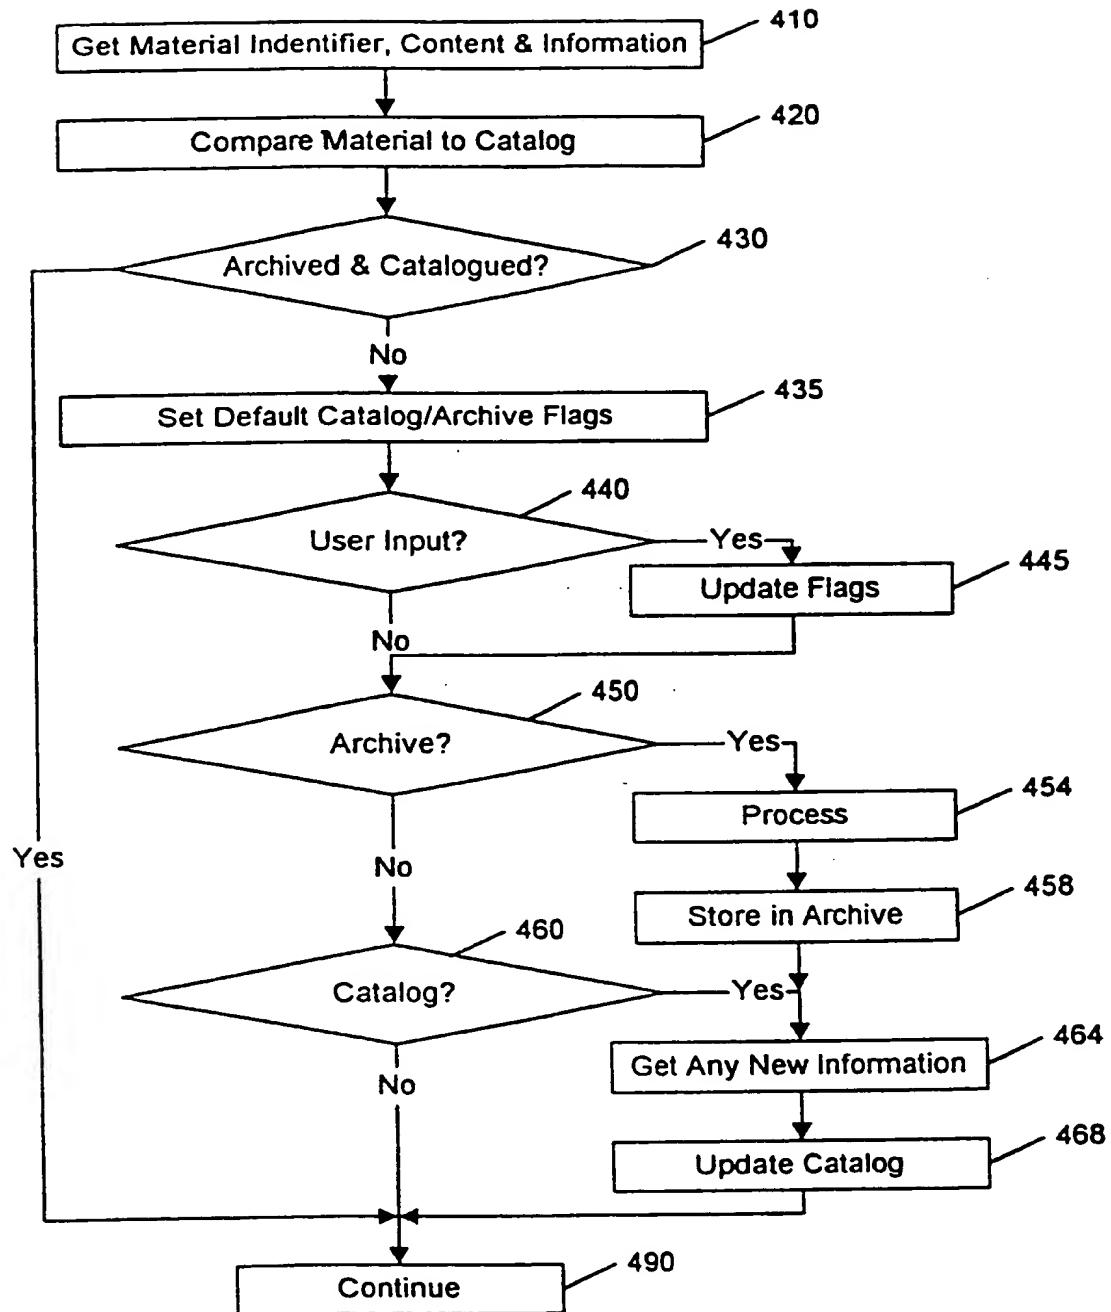 410
Get Material Indentifier, Content & Information
420
Compare Material to Catalog
430
Archived & Catalogued?
No
435
Set Default Catalog/Archive Flags
440
User Input?
Yes
445
Update Flags
No
450
Archive?
Yes
454
Process
Yes
No
458
Store in Archive
460
Catalog?
Yes
464
Get Any New Information
No
468
Update Catalog
490
Continue